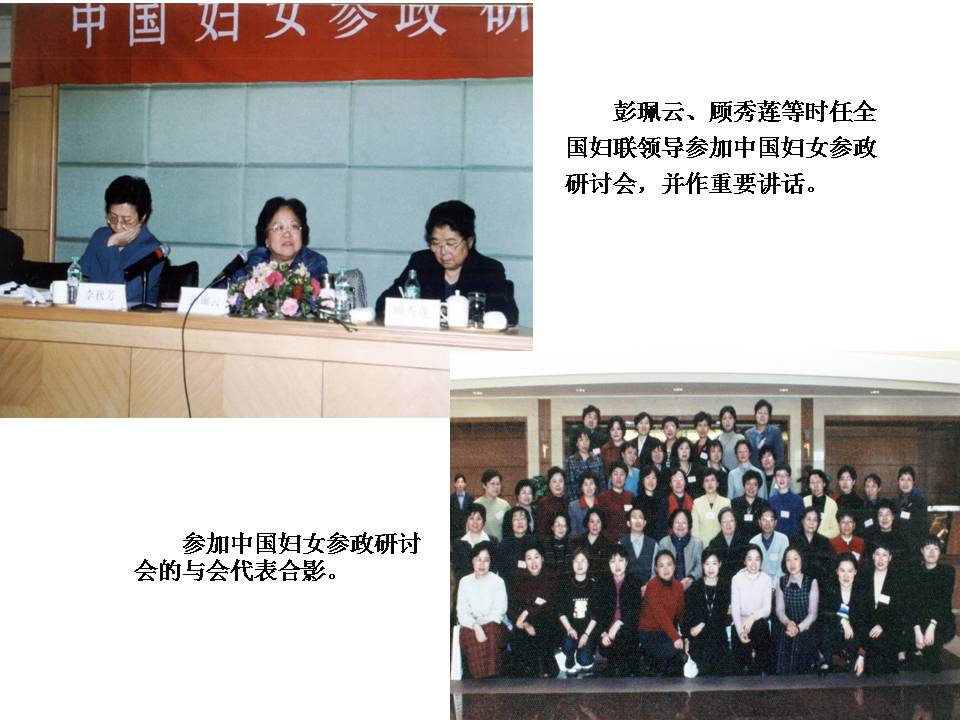 中国妇女参政研
彭珮云、顾秀莲等时任全
国妇联领导参加中国妇女参政
研讨会，并作重要讲话。
李秋芳
珮云
顾秀莲
参加中国妇女参政研讨
会的与会代表合影。